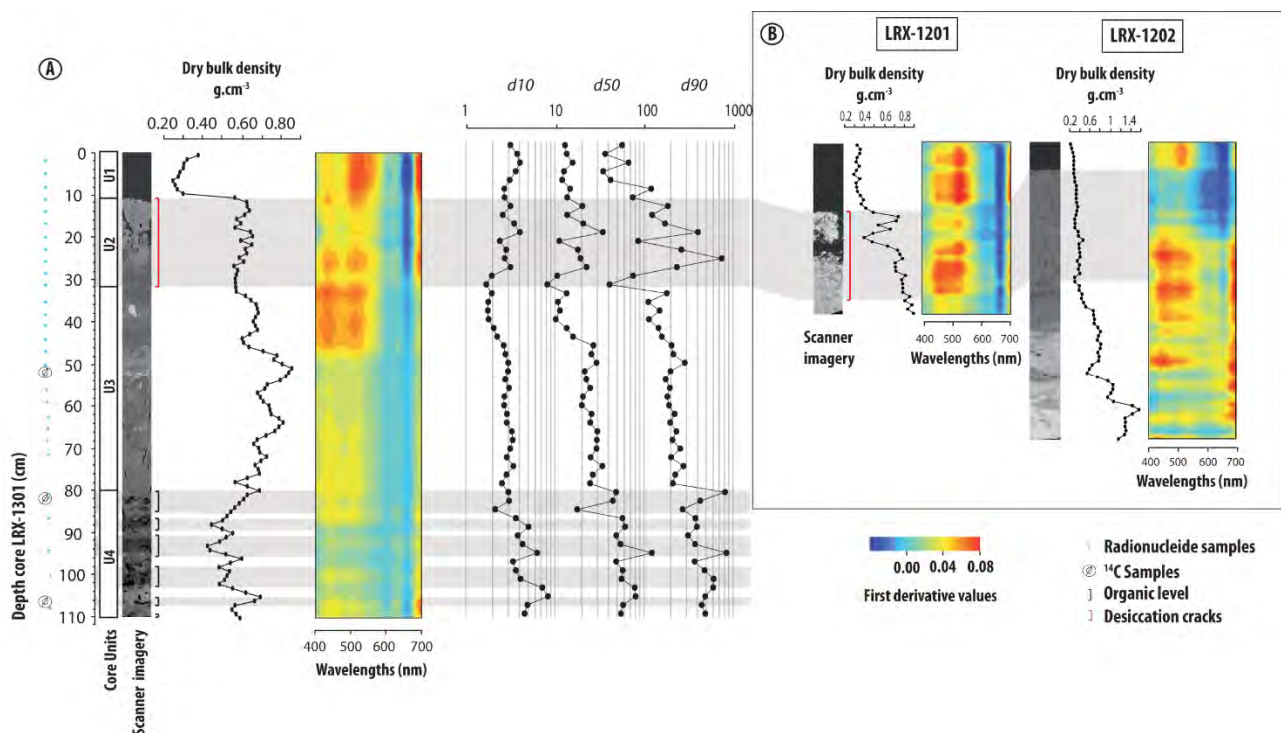 A
Dry bulk density
g.cm-3
0.20 0.40 0.60 0.80
d10 d50 d90
1 10 100 1000
Depth core LRX-1301 (cm)
0
10
20
30
40
50
60
70
80
90
100
110
U1
U2
U3
U4
Core Units
Scanner imagery
400 500 600 700
Wavelengths (nm)
B
LRX-1201
Dry bulk density
g.cm-3
0.2 0.4 0.6 0.8
Scanner
imagery
400 500 600 700
Wavelengths (nm)
LRX-1202
Dry bulk density
g.cm-3
0.2 0.6 1 1.4
400 500 600 700
Wavelengths (nm)
0.00 0.04 0.08
First derivative values
Radionucleide samples
14C Samples
Organic level
Desiccation cracks